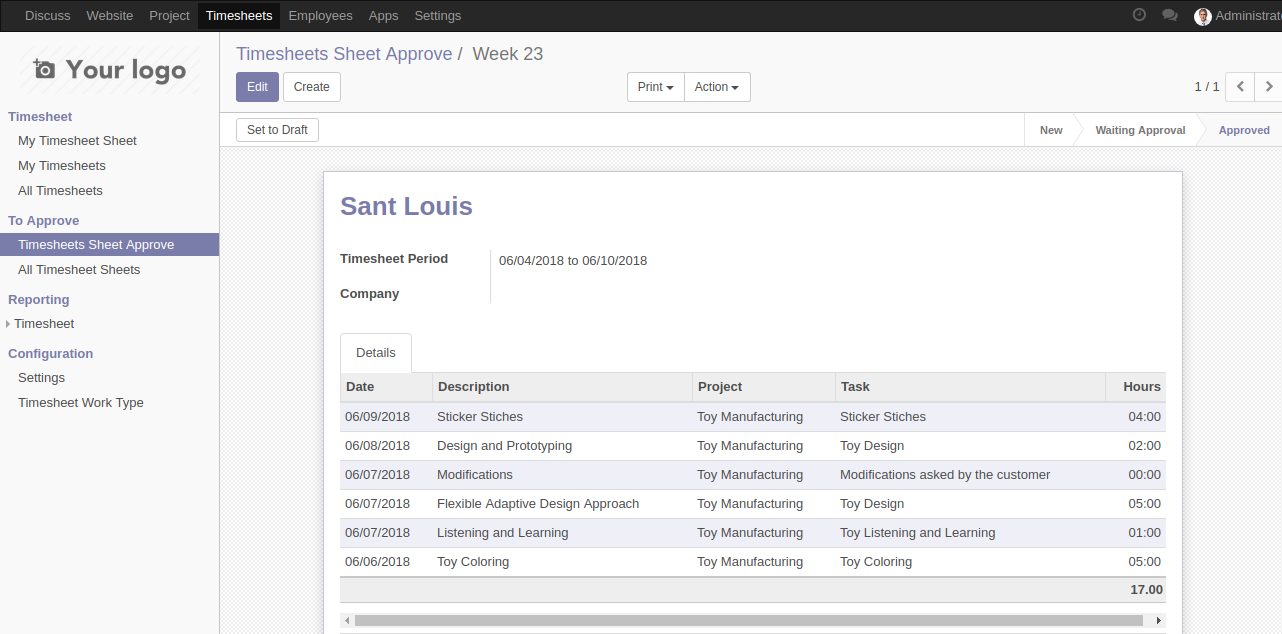 Discuss Website Project Timesheets Employees Apps Settings Administrat
Your logo
Timesheet
My Timesheet Sheet
My Timesheets
All Timesheets
To Approve
Timesheets Sheet Approve
All Timesheet Sheets
Reporting
Timesheet
Configuration
Settings
Timesheet Work Type
Timesheets Sheet Approve / Week 23
Edit Create Print Action 1 / 1
Set to Draft New Waiting Approval Approved
Sant Louis
Timesheet Period 06/04/2018 to 06/10/2018
Company
Details
Date Description Project Task Hours
06/09/2018 Sticker Stiches Toy Manufacturing Sticker Stiches 04:00
06/08/2018 Design and Prototyping Toy Manufacturing Toy Design 02:00
06/07/2018 Modifications Toy Manufacturing Modifications asked by the customer 00:00
06/07/2018 Flexible Adaptive Design Approach Toy Manufacturing Toy Design 05:00
06/07/2018 Listening and Learning Toy Manufacturing Toy Listening and Learning 01:00
06/06/2018 Toy Coloring Toy Manufacturing Toy Coloring 05:00
17.00